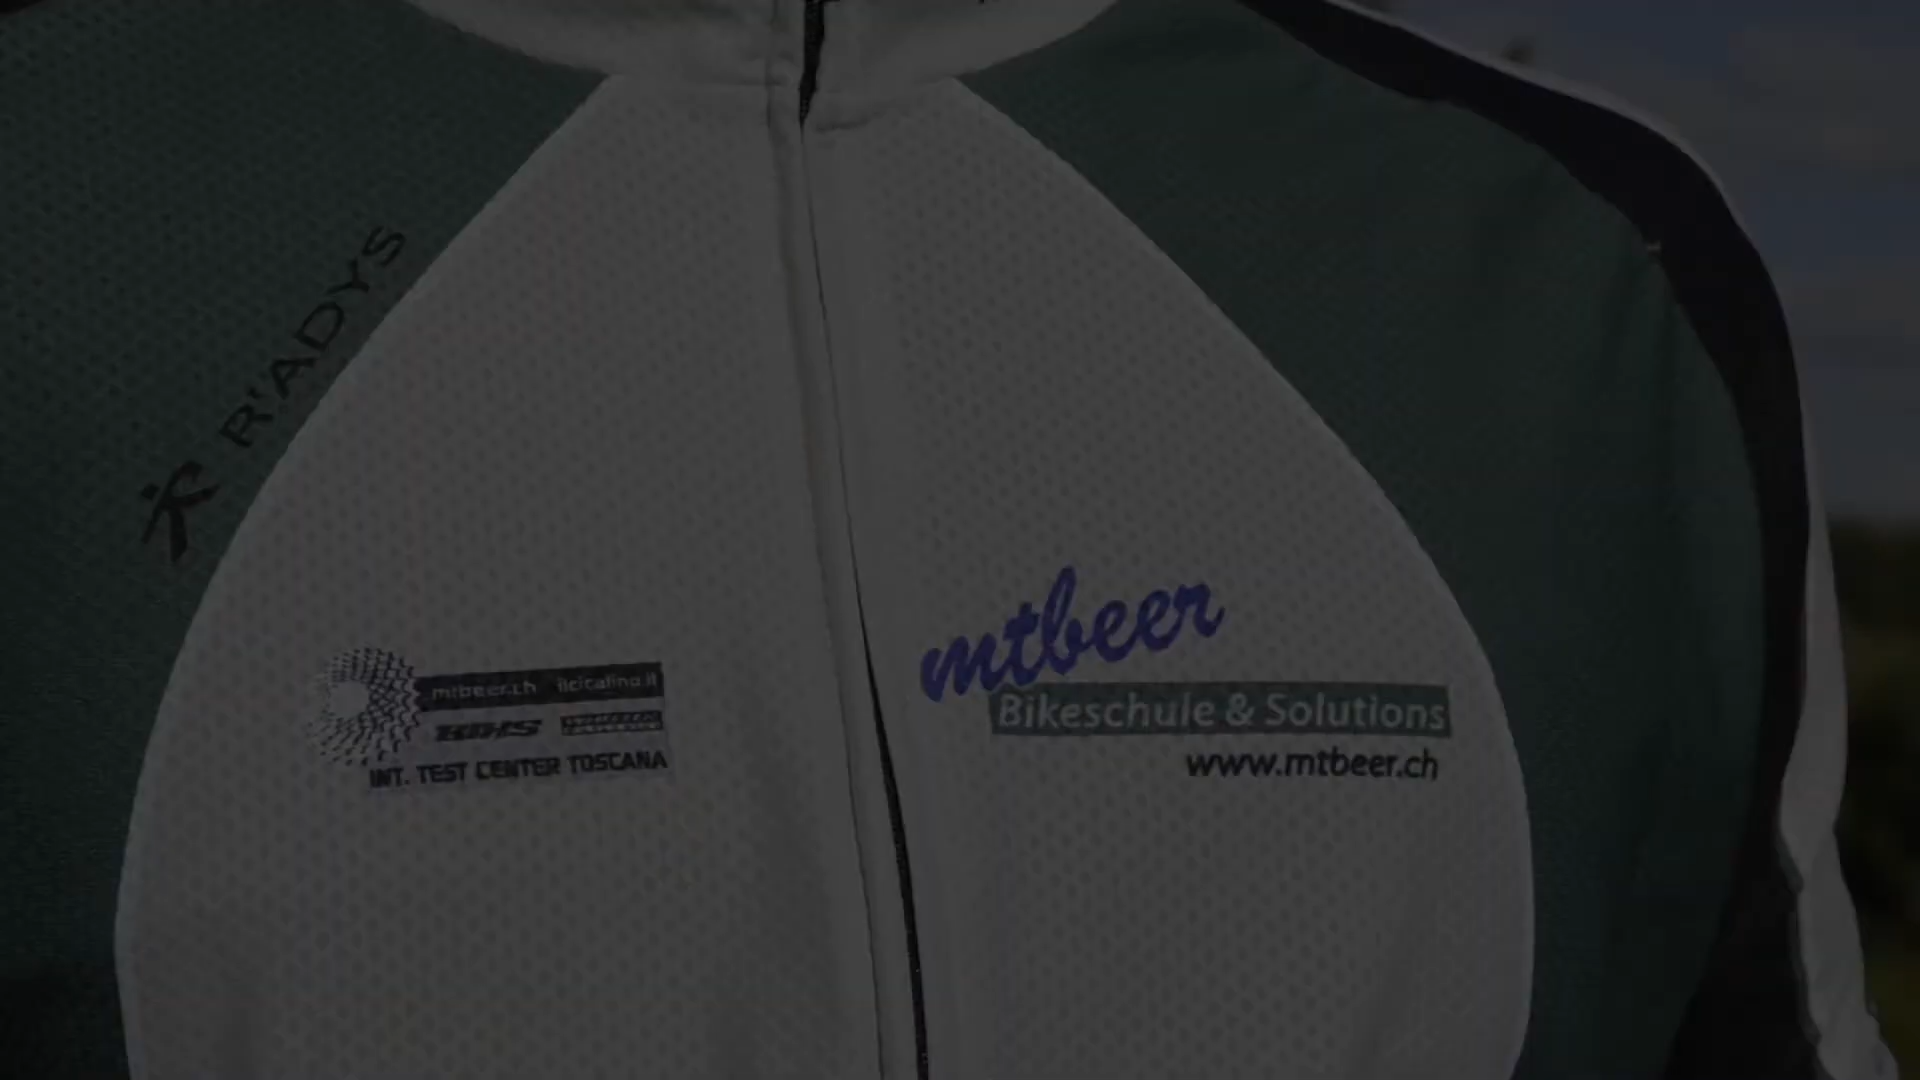 R'ADYS
mtbeer.ch ilcicalino.it
INT. TEST CENTER TOSCANA
mtbeer
Bikeschule & Solutions
www.mtbeer.ch